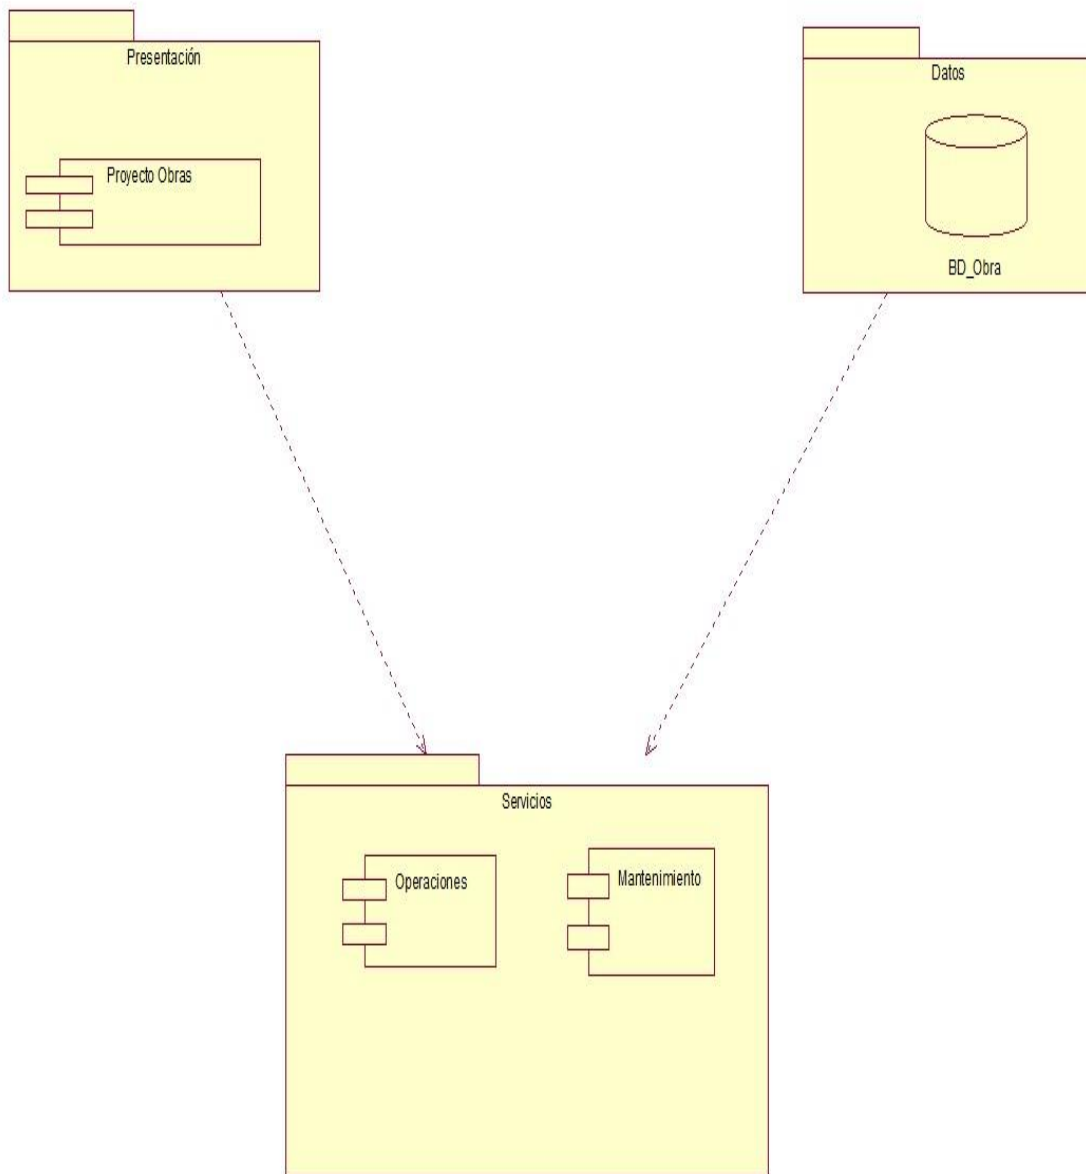 Presentación
Proyecto Obras
Datos
BD_Obra
Servicios
Operaciones
Mantenimiento